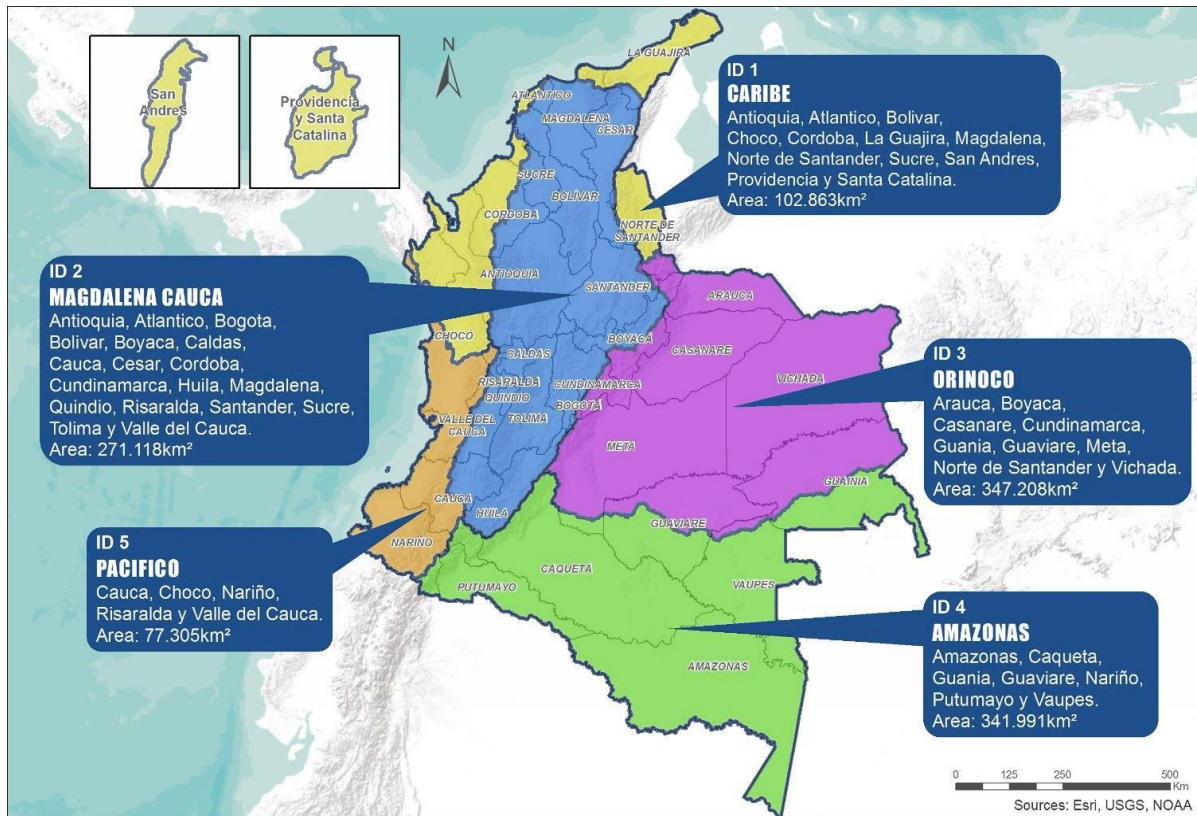 San
Andres
Providencia
y Santa
Catalina
N
ID 1
CARIBE
Antioquia, Atlantico, Bolivar,
Choco, Cordoba, La Guajira, Magdalena,
Norte de Santander, Sucre, San Andres,
Providencia y Santa Catalina.
Area: 102.863km²
ID 2
MAGDALENA CAUCA
Antioquia, Atlantico, Bogota,
Bolivar, Boyaca, Caldas,
Cauca, Cesar, Cordoba,
Cundinamarca, Huila, Magdalena,
Quindio, Risaralda, Santander, Sucre,
Tolima y Valle del Cauca.
Area: 271.118km²
ID 3
ORINOCO
Arauca, Boyaca,
Casanare, Cundinamarca,
Guania, Guaviare, Meta,
Norte de Santander y Vichada.
Area: 347.208km²
ID 5
PACIFICO
Cauca, Choco, Nariño,
Risaralda y Valle del Cauca.
Area: 77.305km²
ID 4
AMAZONAS
Amazonas, Caqueta,
Guania, Guaviare, Nariño,
Putumayo y Vaupes.
Area: 341.991km²
LA GUAJIRA
ATLÁNTICO
MAGDALENA
CESAR
SUCRE
BOLÍVAR
CORDOBA
NORTE DE
SANTANDER
ANTIOQUIA
SANTANDER
ARAUCA
CHOCÓ
BOYACÁ
CALDAS
CASANARE
VICHADA
RISARALDA
CUNDINAMARCA
QUINDIO
BOGOTÁ
VALLE DEL
CAUCA
TOLIMA
META
CAUCA
HUILA
GUAINIA
GUAVIARE
NARIÑO
CAQUETA
PUTUMAYO
VAUPES
AMAZONAS
0 125 250 500
Km
Sources: Esri, USGS, NOAA